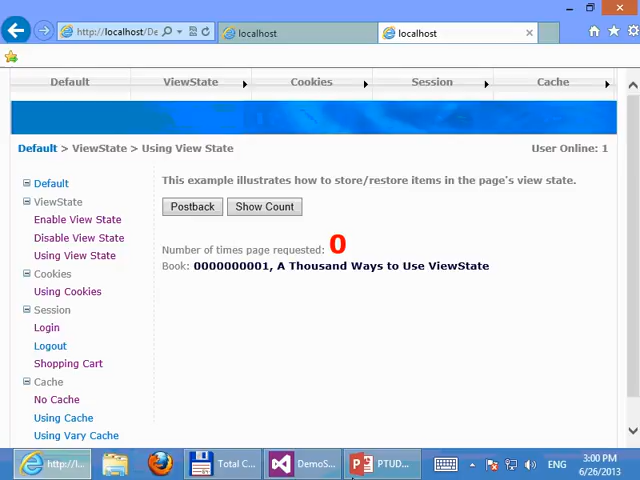 http://localhost/De
localhost
localhost
Default
ViewState
Cookies
Session
Cache
Default > ViewState > Using View State
User Online: 1
Default
ViewState
Enable View State
Disable View State
Using View State
Cookies
Using Cookies
Session
Login
Logout
Shopping Cart
Cache
No Cache
Using Cache
Using Vary Cache
This example illustrates how to store/restore items in the page's view state.
Postback
Show Count
Number of times page requested: 0
Book: 0000000001, A Thousand Ways to Use ViewState
http://l...
Total C...
DemoS...
PTUD...
ENG
3:00 PM
6/26/2013